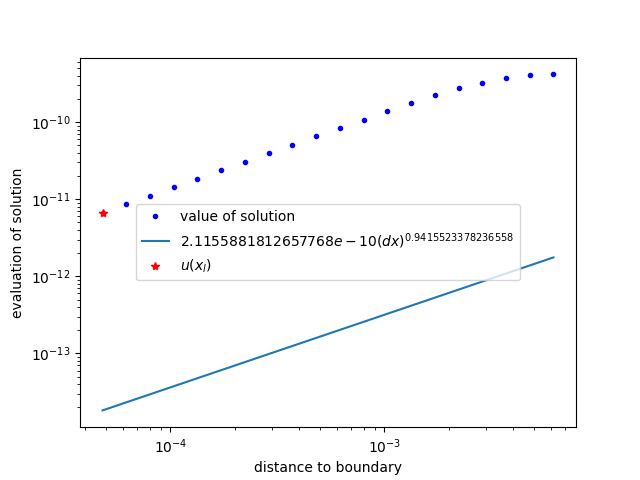 10⁻¹⁰
10⁻¹¹
10⁻¹²
10⁻¹³
evaluation of solution
value of solution
2.1155881812657768e − 10(dx)^0.9415523378236558
u(x_l)
10⁻⁴
10⁻³
distance to boundary